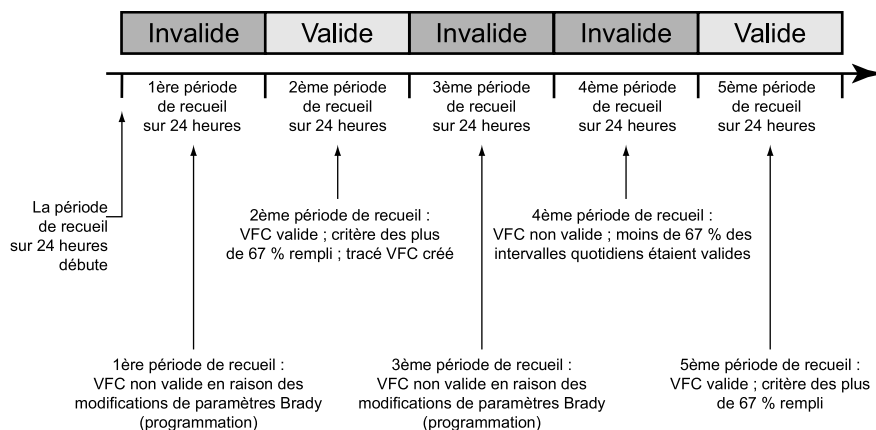 Invalide
Valide
Invalide
Invalide
Valide
1ère période
de recueil
sur 24 heures
2ème période
de recueil
sur 24 heures
3ème période
de recueil
sur 24 heures
4ème période
de recueil
sur 24 heures
5ème période
de recueil
sur 24 heures
La période
de recueil
sur 24 heures
débute
2ème période de recueil :
VFC valide ; critère des plus
de 67 % rempli ; tracé VFC créé
4ème période de recueil :
VFC non valide ; moins de 67 % des
intervalles quotidiens étaient valides
1ère période de recueil :
VFC non valide en raison des
modifications de paramètres Brady
(programmation)
3ème période de recueil :
VFC non valide en raison des
modifications de paramètres Brady
(programmation)
5ème période de recueil :
VFC valide ; critère des plus
de 67 % rempli